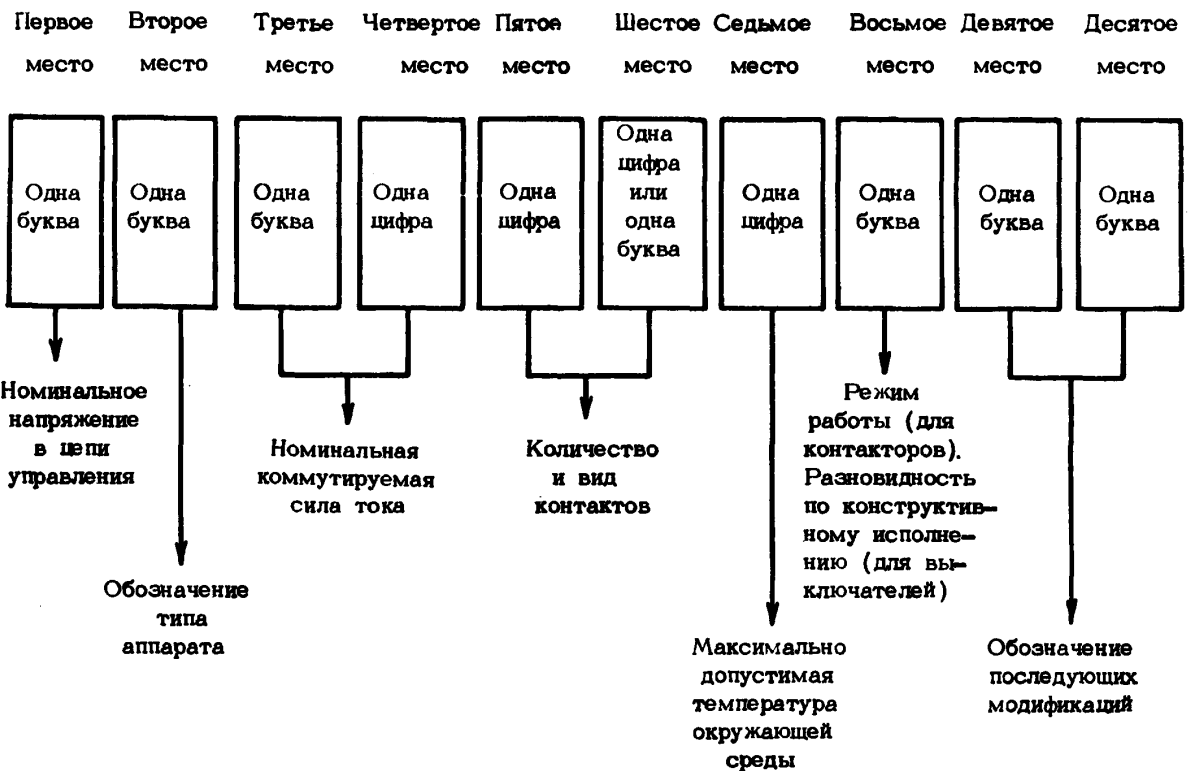 Первое Второе Третье Четвертое Пятое Шестое Седьмое Восьмое Девятое Десятое
место место место место место место место место место место
Одна
буква
Одна
буква
Одна
буква
Одна
цифра
Одна
цифра
Одна
цифра
или
одна
буква
Одна
цифра
Одна
буква
Одна
буква
Одна
буква
Номинальное
напряжение
в цепи
управления
Обозначение
типа
аппарата
Номинальная
коммутируемая
сила тока
Количество
и вид
контактов
Максимально
допустимая
температура
окружающей
среды
Режим
работы (для
контакторов).
Разновидность
по конструктив-
ному исполне-
нию (для вы-
ключателей)
Обозначение
последующих
модификаций